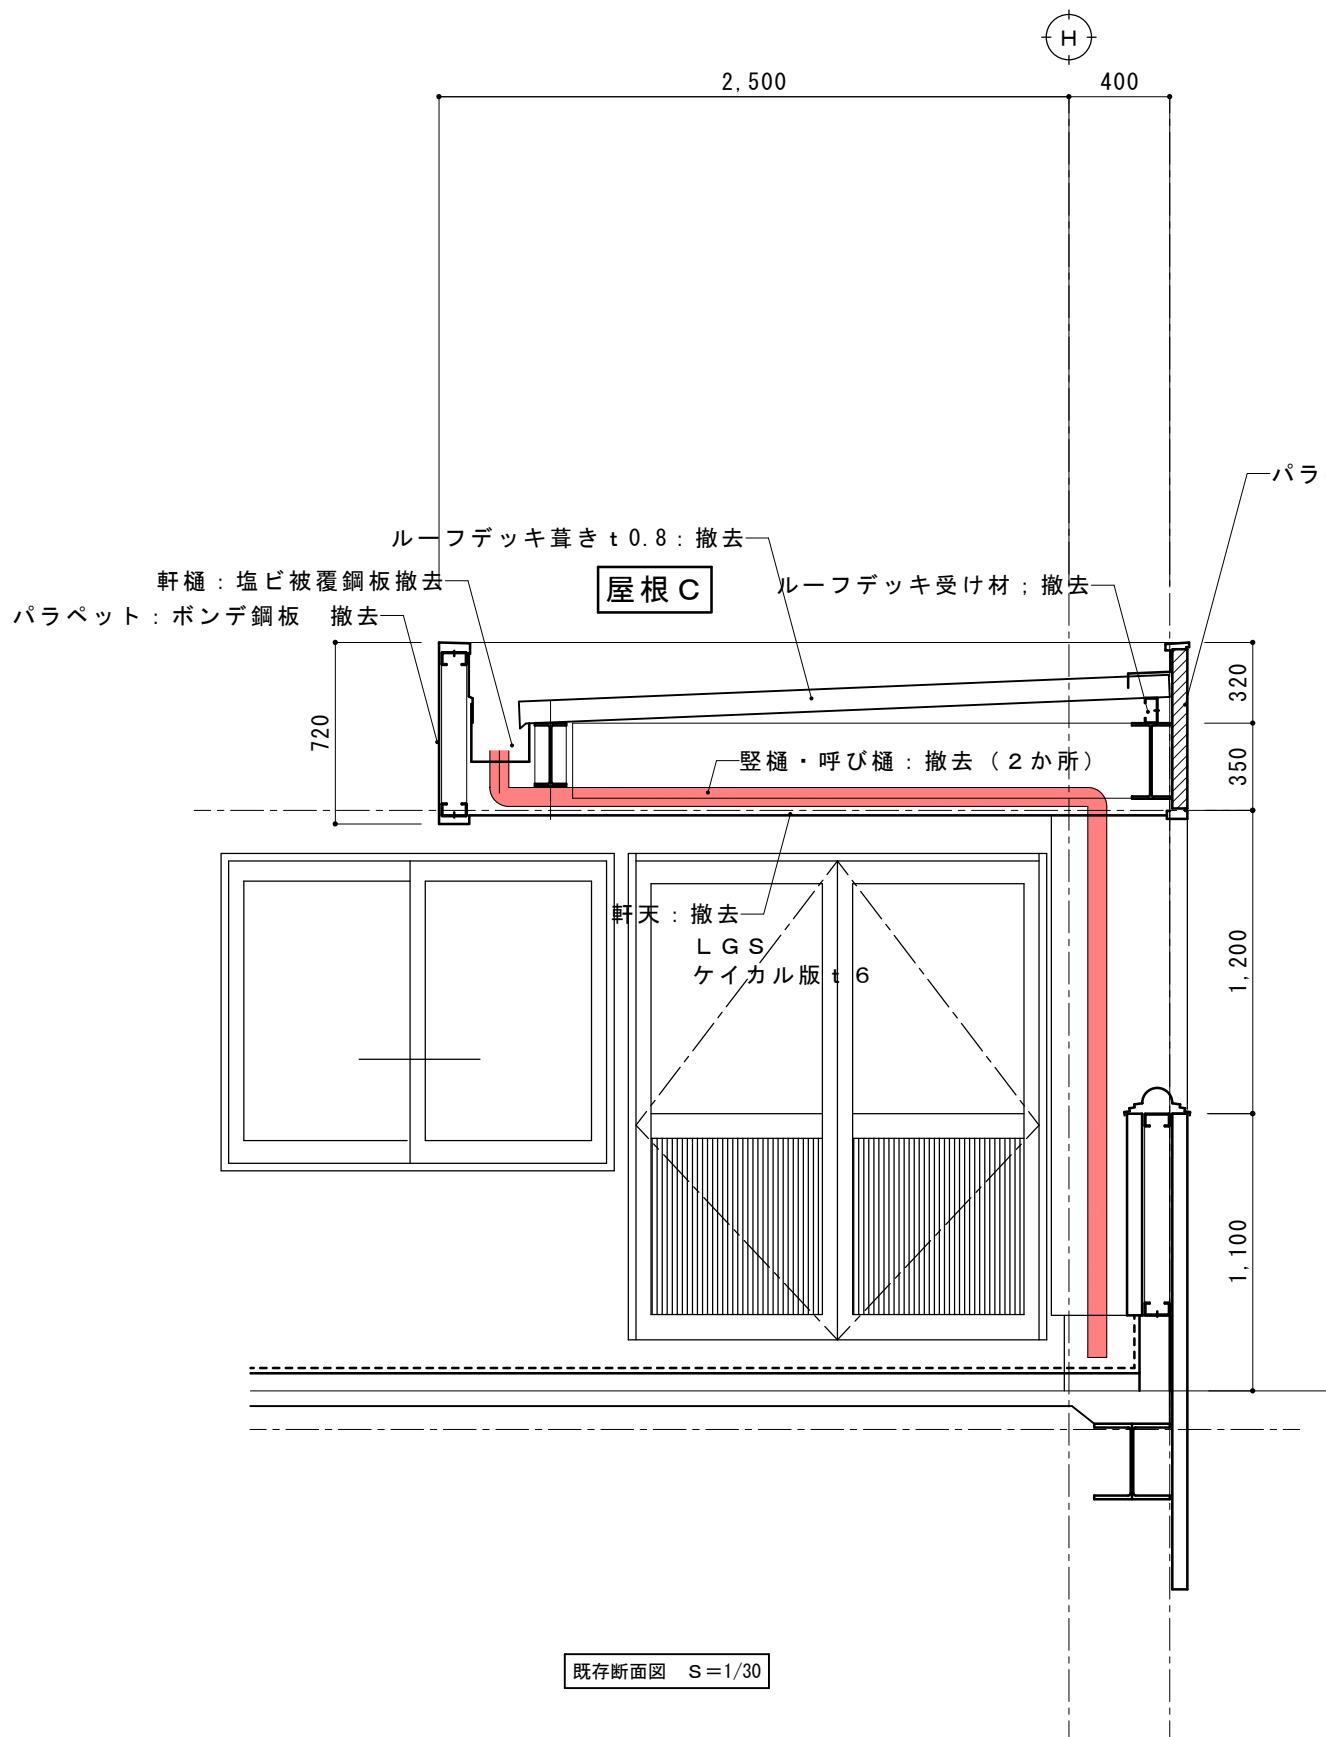 H
2,500
400
パラ
ルーフデッキ葺きｔ0.8：撤去
軒樋：塩ビ被覆鋼板撤去
屋根Ｃ
ルーフデッキ受け材；撤去
パラペット：ボンデ鋼板　撤去
720
320
350
竪樋・呼び樋：撤去（２か所）
軒天：撤去
ＬＧＳ
ケイカル版ｔ６
1,200
1,100
既存断面図　Ｓ＝1/30